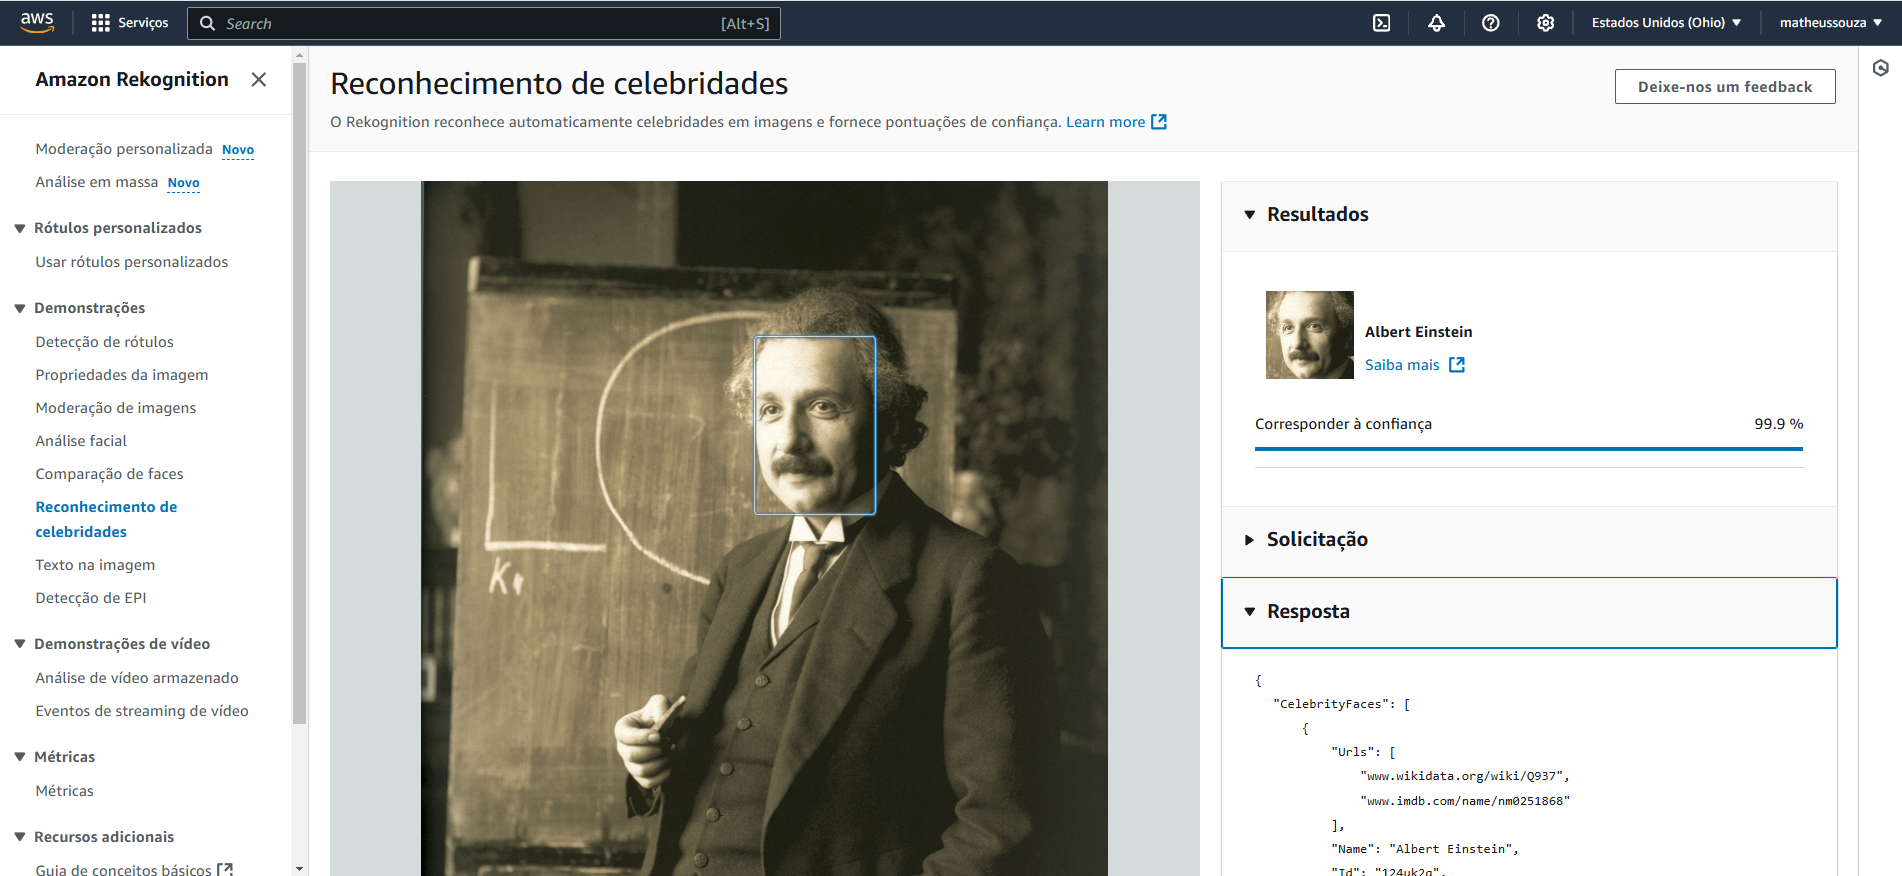 aws
Serviços
Search
[Alt+S]
Estados Unidos (Ohio)
matheussouza
Amazon Rekognition
Moderação personalizada Novo
Análise em massa Novo
Rótulos personalizados
Usar rótulos personalizados
Demonstrações
Detecção de rótulos
Propriedades da imagem
Moderação de imagens
Análise facial
Comparação de faces
Reconhecimento de
celebridades
Texto na imagem
Detecção de EPI
Demonstrações de vídeo
Análise de vídeo armazenado
Eventos de streaming de vídeo
Métricas
Métricas
Recursos adicionais
Guia de conceitos básicos
Reconhecimento de celebridades
O Rekognition reconhece automaticamente celebridades em imagens e fornece pontuações de confiança. Learn more
Deixe-nos um feedback
Resultados
Albert Einstein
Saiba mais
Corresponder à confiança
99.9 %
Solicitação
Resposta
{
"CelebrityFaces": [
{
"Urls": [
"www.wikidata.org/wiki/Q937",
"www.imdb.com/name/nm0251868"
],
"Name": "Albert Einstein",
"Id": "124uk2g",